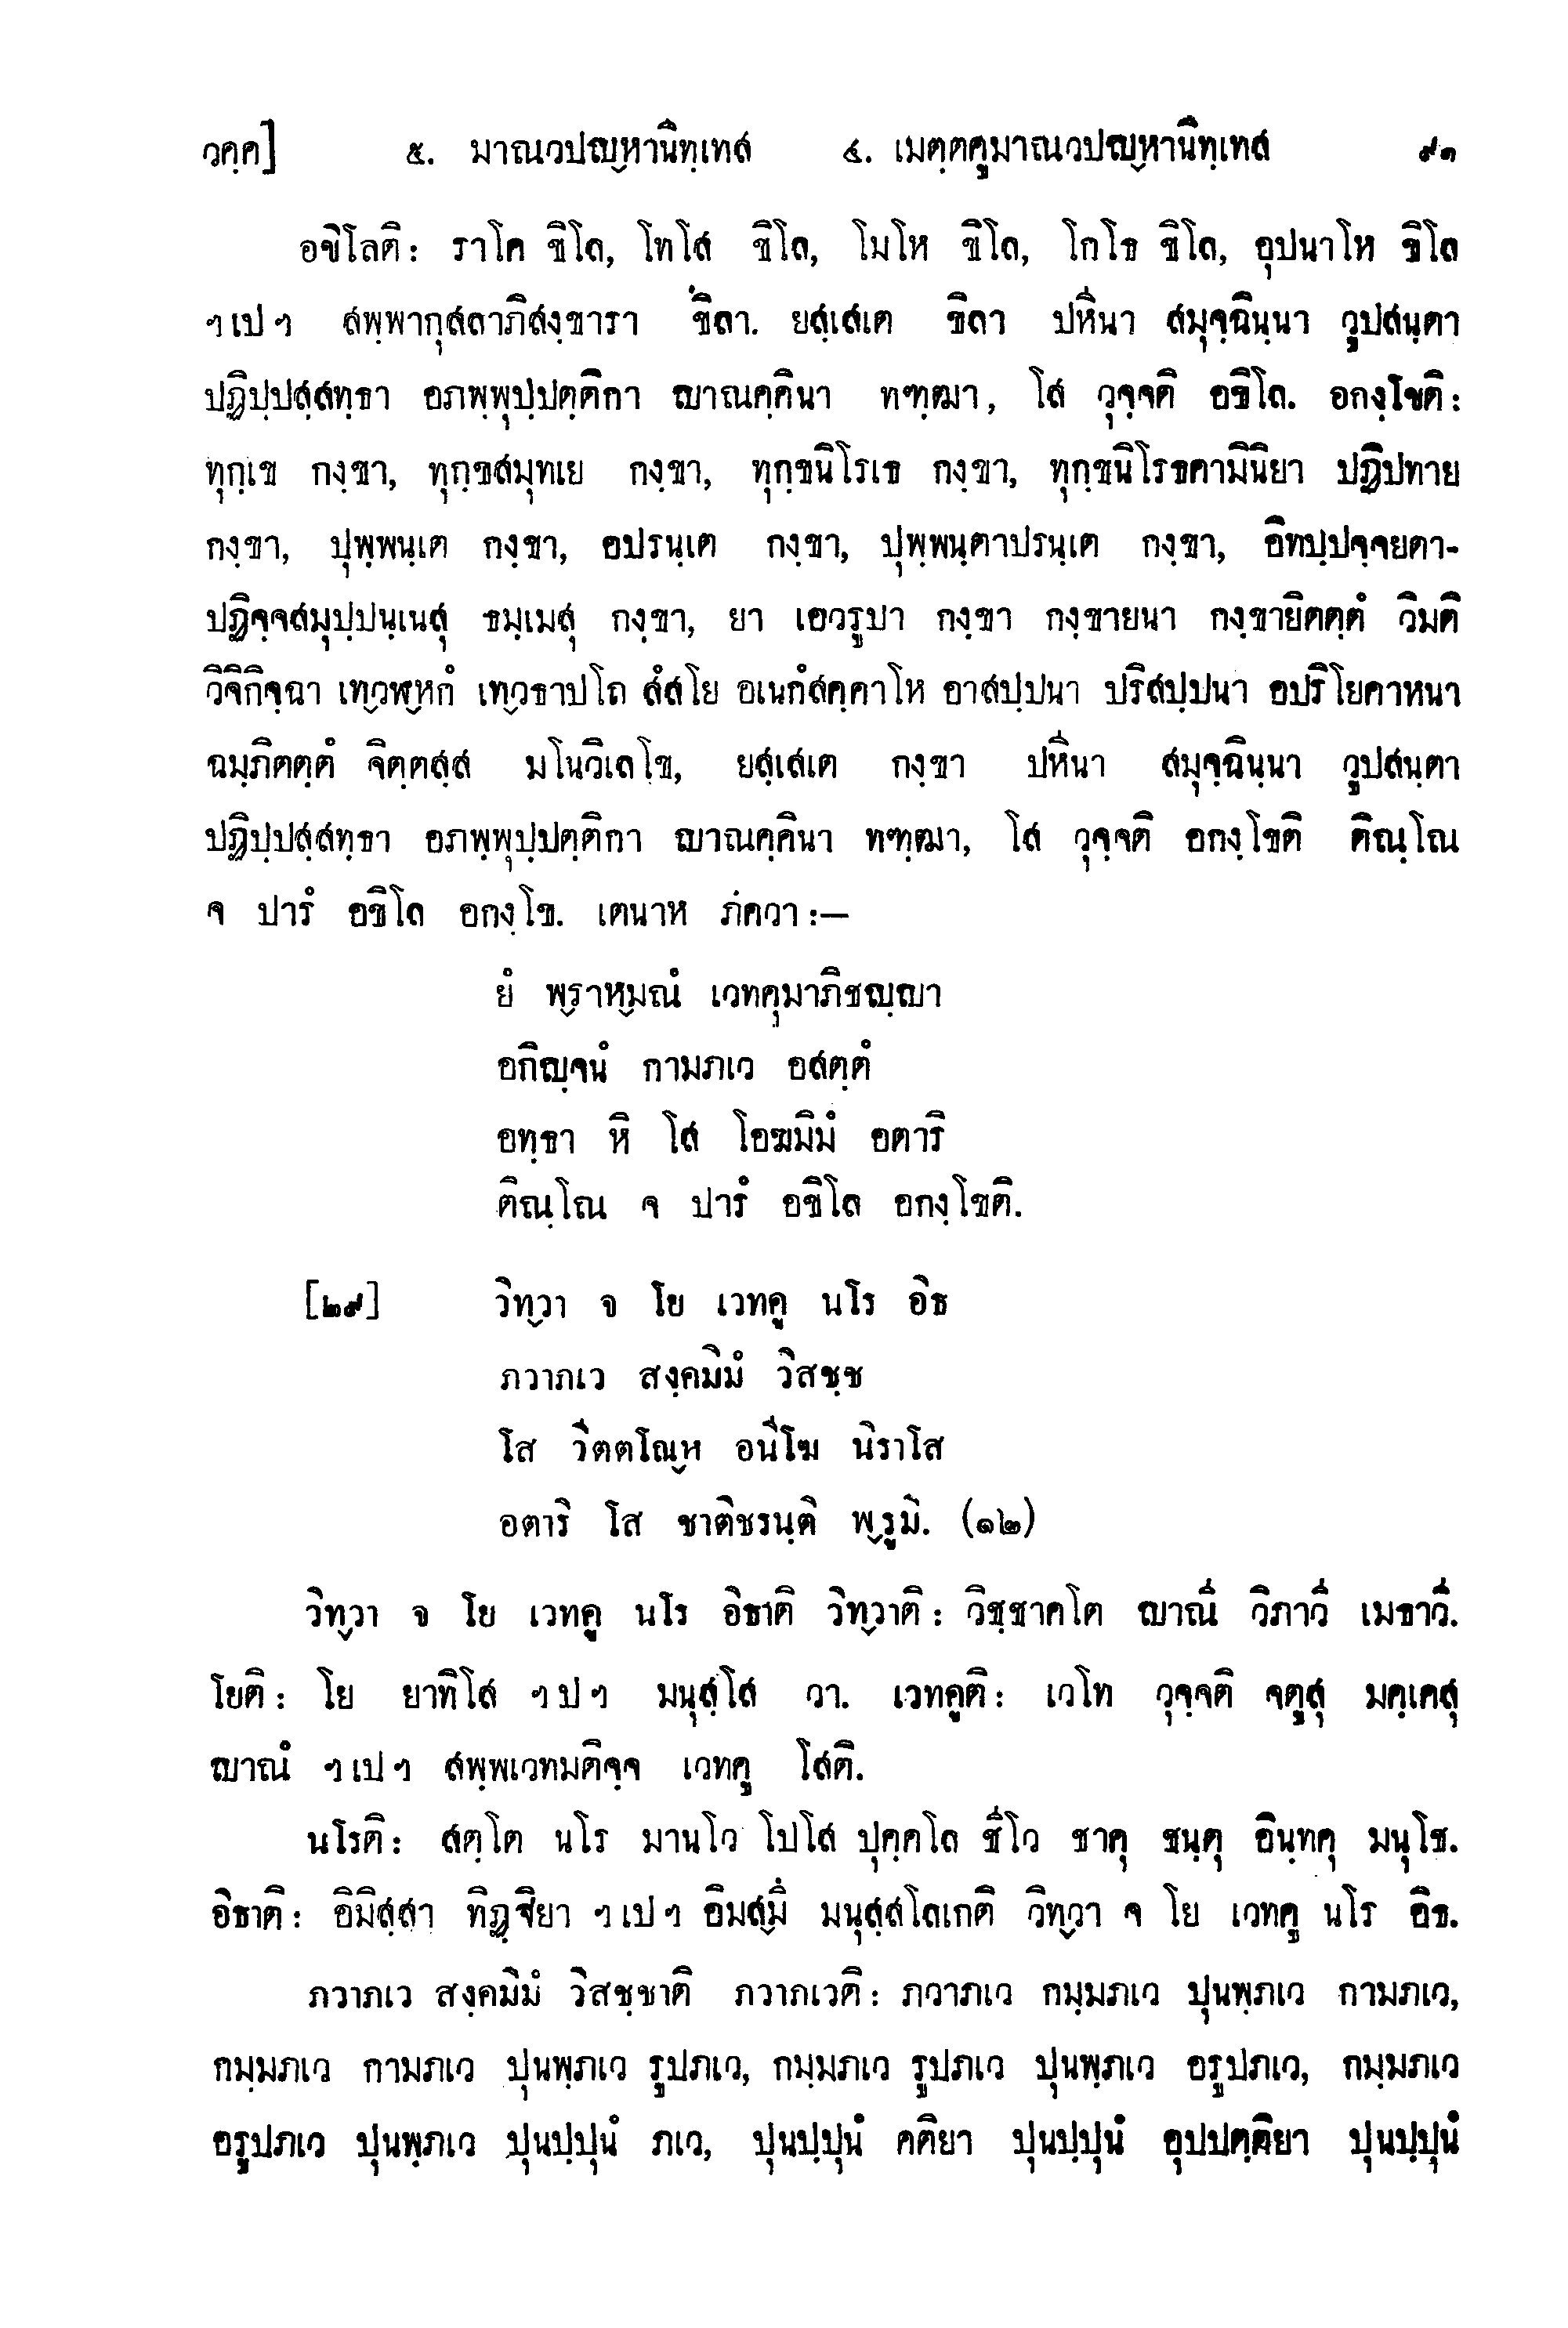 วคฺค]	๕. มาณวปญฺหานิทฺเทส	๔. เมตฺตคูมาณวปญฺหานิทฺเทส	๙๑
อขิโลติ: ราโค ขิโล, โทโส ขิโล, โมโห ขิโล, โกโธ ขิโล, อุปนาโห ขิโล
ฯเปฯ สพฺพากุสลาภิสงฺขารา ขิลา. ยสฺเสเต ขิลา ปหีนา สมุจฺฉินฺนา วูปสนฺตา
ปฏิปฺปสฺสทฺธา อภพฺพุปฺปตฺติกา ญาณคฺคินา ทฑฺฒา, โส วุจฺจติ อขิโล. อกงฺโขติ:
ทุกฺเข กงฺขา, ทุกฺขสมุทเย กงฺขา, ทุกฺขนิโรเธ กงฺขา, ทุกฺขนิโรธคามินิยา ปฏิปทาย
กงฺขา, ปุพฺพนฺเต กงฺขา, อปรนฺเต กงฺขา, ปุพฺพนฺตาปรนฺเต กงฺขา, อิทปฺปจฺจยตา-
ปฏิจฺจสมุปฺปนฺเนสุ ธมฺเมสุ กงฺขา, ยา เอวรูปา กงฺขา กงฺขายนา กงฺขายิตตฺตํ วิมติ
วิจิกิจฺฉา เทฺวฬฺหกํ เทฺวธาปโถ สํสโย อเนกํสคฺคาโห อาสปฺปนา ปริสปฺปนา อปริโยคาหนา
ฉมฺภิตตฺตํ จิตฺตสฺส มโนวิเลโข, ยสฺเสเต กงฺขา ปหีนา สมุจฺฉินฺนา วูปสนฺตา
ปฏิปฺปสฺสทฺธา อภพฺพุปฺปตฺติกา ญาณคฺคินา ทฑฺฒา, โส วุจฺจติ อกงฺโขติ ติณฺโณ
จ ปารํ อขิโล อกงฺโข. เตนาห ภควา:—
ยํ พฺราหฺมณํ เวทคุมาภิชญฺญา
อกิญฺจนํ กามภเว อสตฺตํ
อทฺธา หิ โส โอฆมิมํ อตาริ
ติณฺโณ จ ปารํ อขิโล อกงฺโขติ.
[๒๙]	วิทฺวา จ โย เวทคู นโร อิธ
ภวาภเว สงฺคมิมํ วิสชฺช
โส วีตตโณฺห อนีโฆ นิราโส
อตาริ โส ชาติชรนฺติ พฺรูมิ. (๑๒)
วิทฺวา จ โย เวทคู นโร อิธาติ วิทฺวาติ: วิชฺชาคโต ญาณี วิภาวี เมธาวี.
โยติ: โย ยาทิโส ฯปฯ มนุสฺโส วา. เวทคูติ: เวโท วุจฺจติ จตูสุ มคฺเคสุ
ญาณํ ฯเปฯ สพฺพเวทมติจฺจ เวทคู โสติ.
นโรติ: สตฺโต นโร มานโว โปโส ปุคฺคโล ชีโว ชาคุ ชนฺตุ อินฺทคุ มนุโช.
อิธาติ: อิมิสฺสา ทิฏฺฐิยา ฯเปฯ อิมสฺมึ มนุสฺสโลเกติ วิทฺวา จ โย เวทคู นโร อิธ.
ภวาภเว สงฺคมิมํ วิสชฺชาติ ภวาภเวติ: ภวาภเว กมฺมภเว ปุนพฺภเว กามภเว,
กมฺมภเว กามภเว ปุนพฺภเว รูปภเว, กมฺมภเว รูปภเว ปุนพฺภเว อรูปภเว, กมฺมภเว
อรูปภเว ปุนพฺภเว ปุนปฺปุนํ ภเว, ปุนปฺปุนํ คติยา ปุนปฺปุนํ อุปปตฺติยา ปุนปฺปุนํ